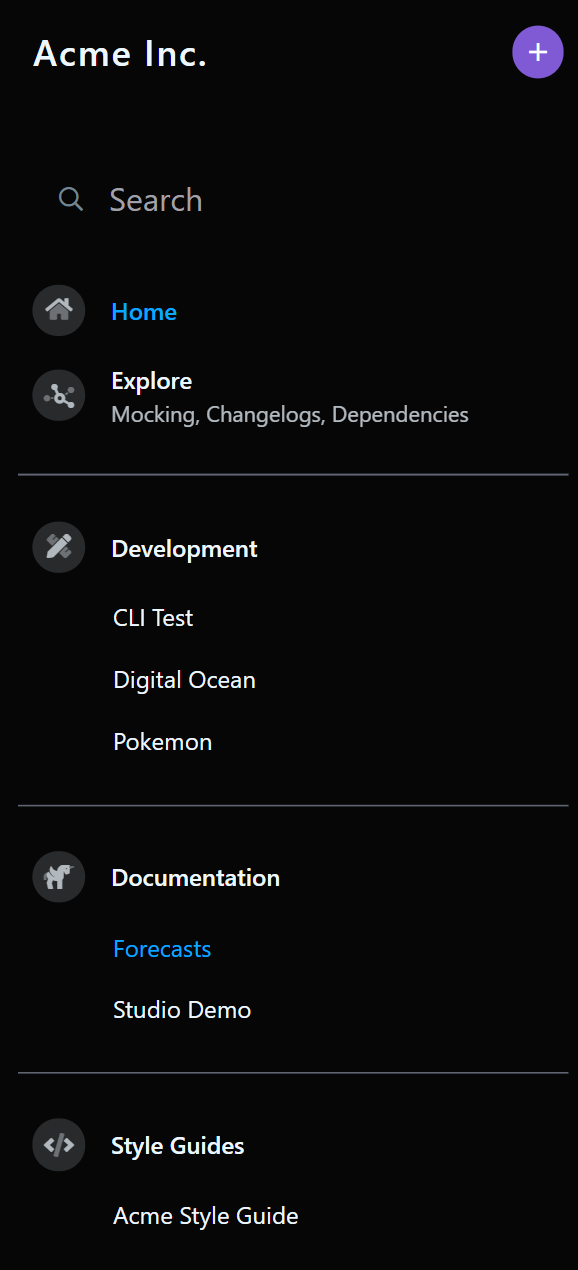 Acme Inc.
Search
Home
Explore
Mocking, Changelogs, Dependencies
Development
CLI Test
Digital Ocean
Pokemon
Documentation
Forecasts
Studio Demo
Style Guides
Acme Style Guide